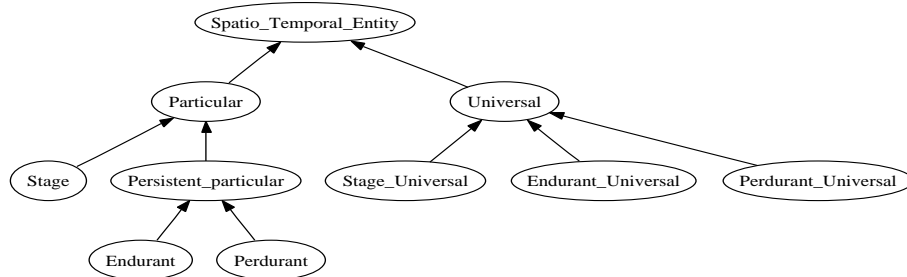 Spatio_Temporal_Entity
Particular
Universal
Stage
Persistent_particular
Stage_Universal
Endurant_Universal
Perdurant_Universal
Endurant
Perdurant